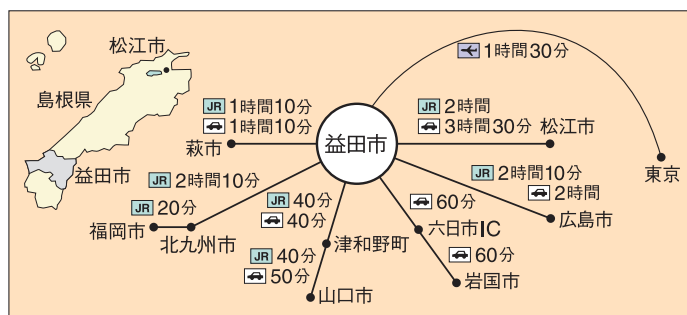 松江市
島根県
益田市
1時間30分
JR 1時間10分
1時間10分
萩市
益田市
JR 2時間
3時間30分
松江市
東京
JR 2時間10分
JR 20分
福岡市
北九州市
JR 40分
40分
津和野町
JR 40分
50分
山口市
60分
六日市IC
60分
岩国市
JR 2時間10分
2時間
広島市